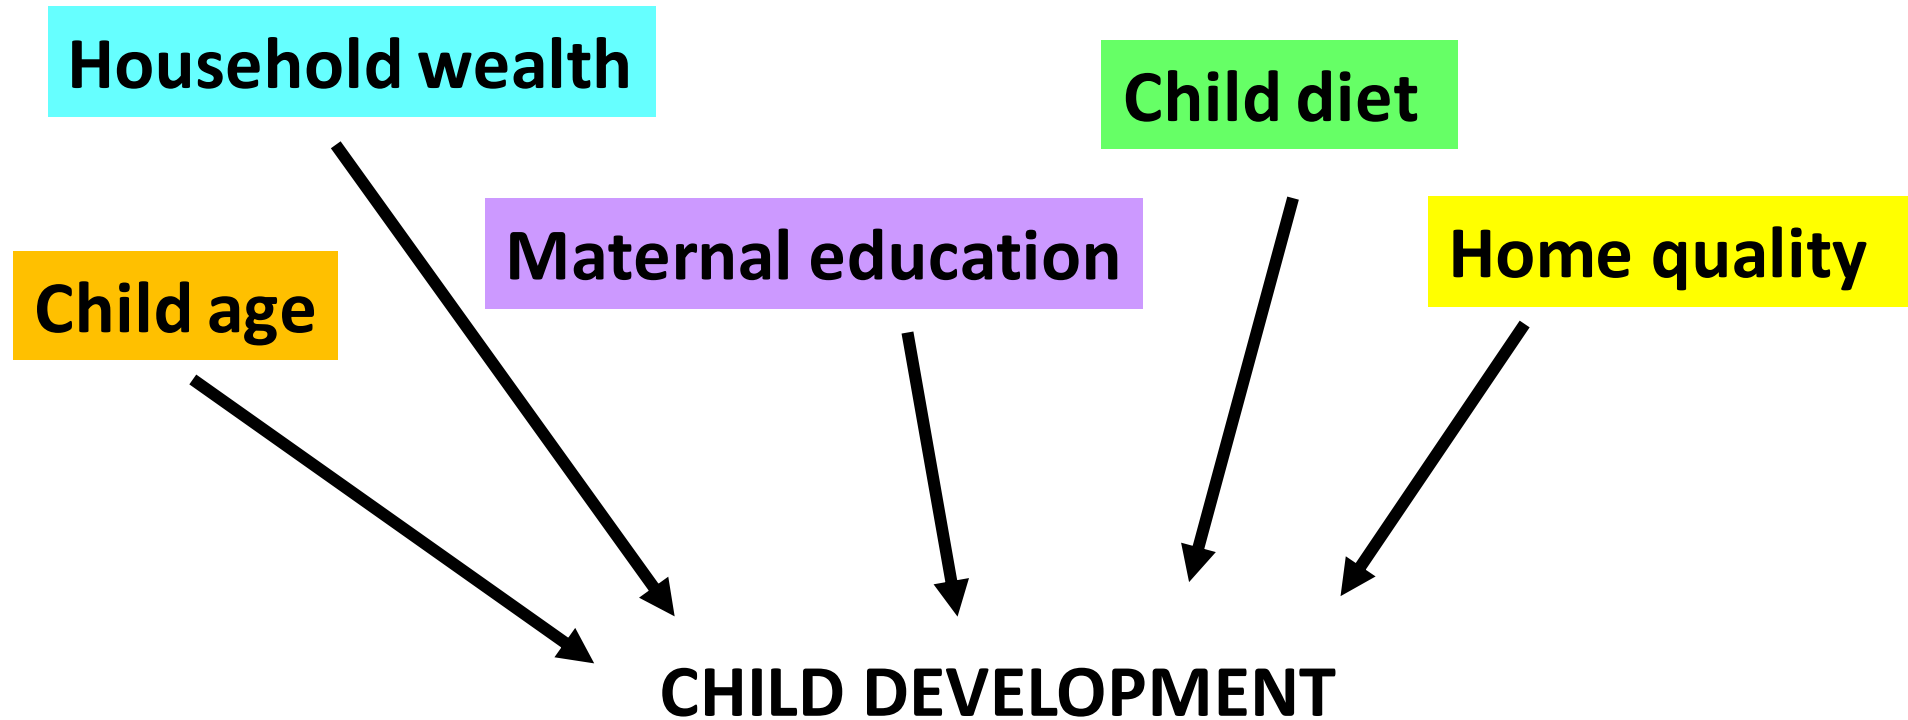 Household wealth
Child diet
Maternal education
Home quality
Child age
CHILD DEVELOPMENT